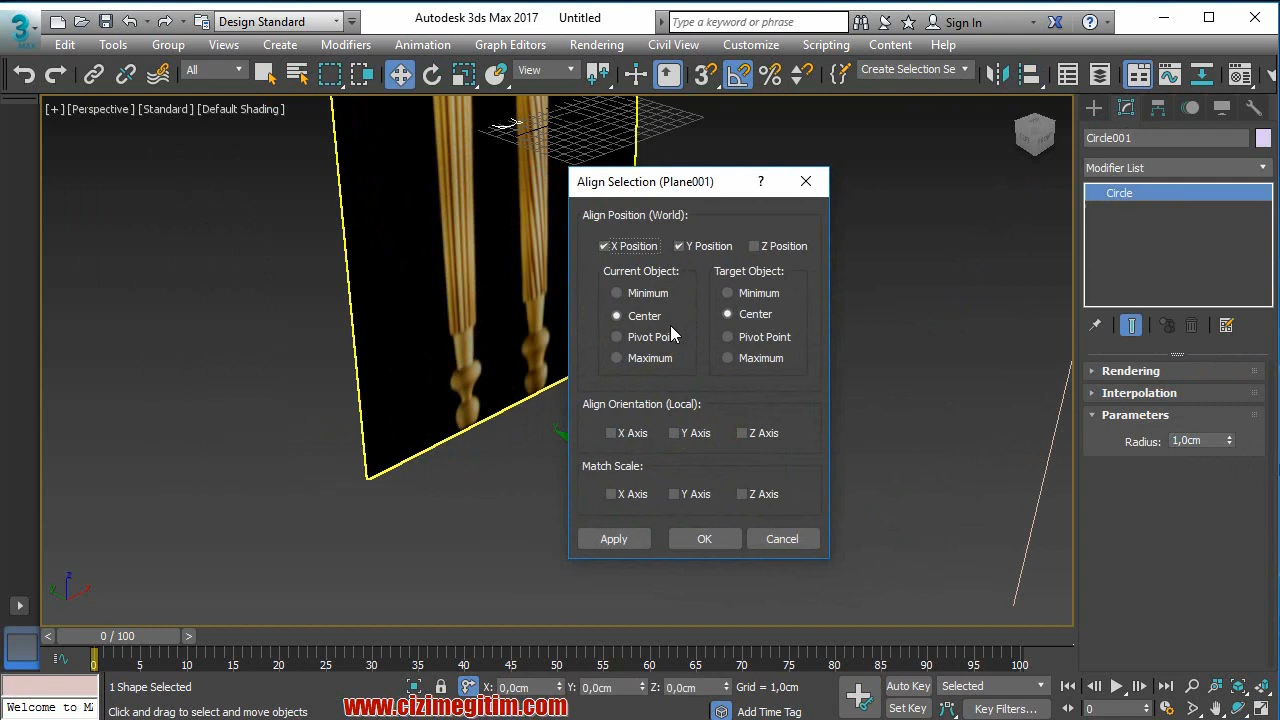 3 MAX Design Standard Autodesk 3ds Max 2017 Untitled Type a keyword or phrase Sign In
Edit Tools Group Views Create Modifiers Animation Graph Editors Rendering Civil View Customize Scripting Content Help
All View 3 Create Selection Se
[+] [Perspective] [Standard] [Default Shading]
Circle001
Modifier List
Circle
Align Selection (Plane001) ?
Align Position (World):
X Position Y Position Z Position
Current Object: Target Object:
Minimum Minimum
Center Center
Pivot Poi Pivot Point
Maximum Maximum
Align Orientation (Local):
X Axis Y Axis Z Axis
Match Scale:
X Axis Y Axis Z Axis
Apply OK Cancel
Rendering
Interpolation
Parameters
Radius: 1,0cm
z
y x
< 0 / 100 >
0 5 10 15 20 25 30 35 40 45 50 55 60 65 70 75 80 85 90 95 100
1 Shape Selected X: 0,0cm Y: 0,0cm Z: 0,0cm Grid = 1,0cm Auto Key Selected
Welcome to M Click and drag to select and move objects Add Time Tag Set Key Key Filters... 0
www.cizimegitim.com